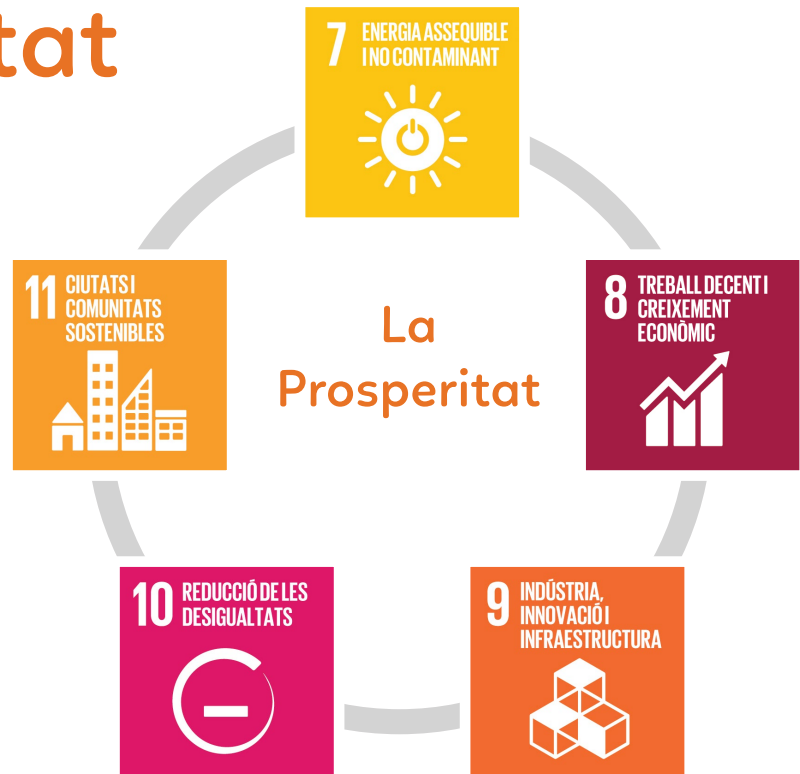 tat
7 ENERGIA ASSEQUIBLE
I NO CONTAMINANT
11 CIUTATS I
COMUNITATS
SOSTENIBLES
La
Prosperitat
8 TREBALL DECENT I
CREIXEMENT
ECONÒMIC
10 REDUCCIÓ DE LES
DESIGUALTATS
9 INDÚSTRIA,
INNOVACIÓ I
INFRAESTRUCTURA